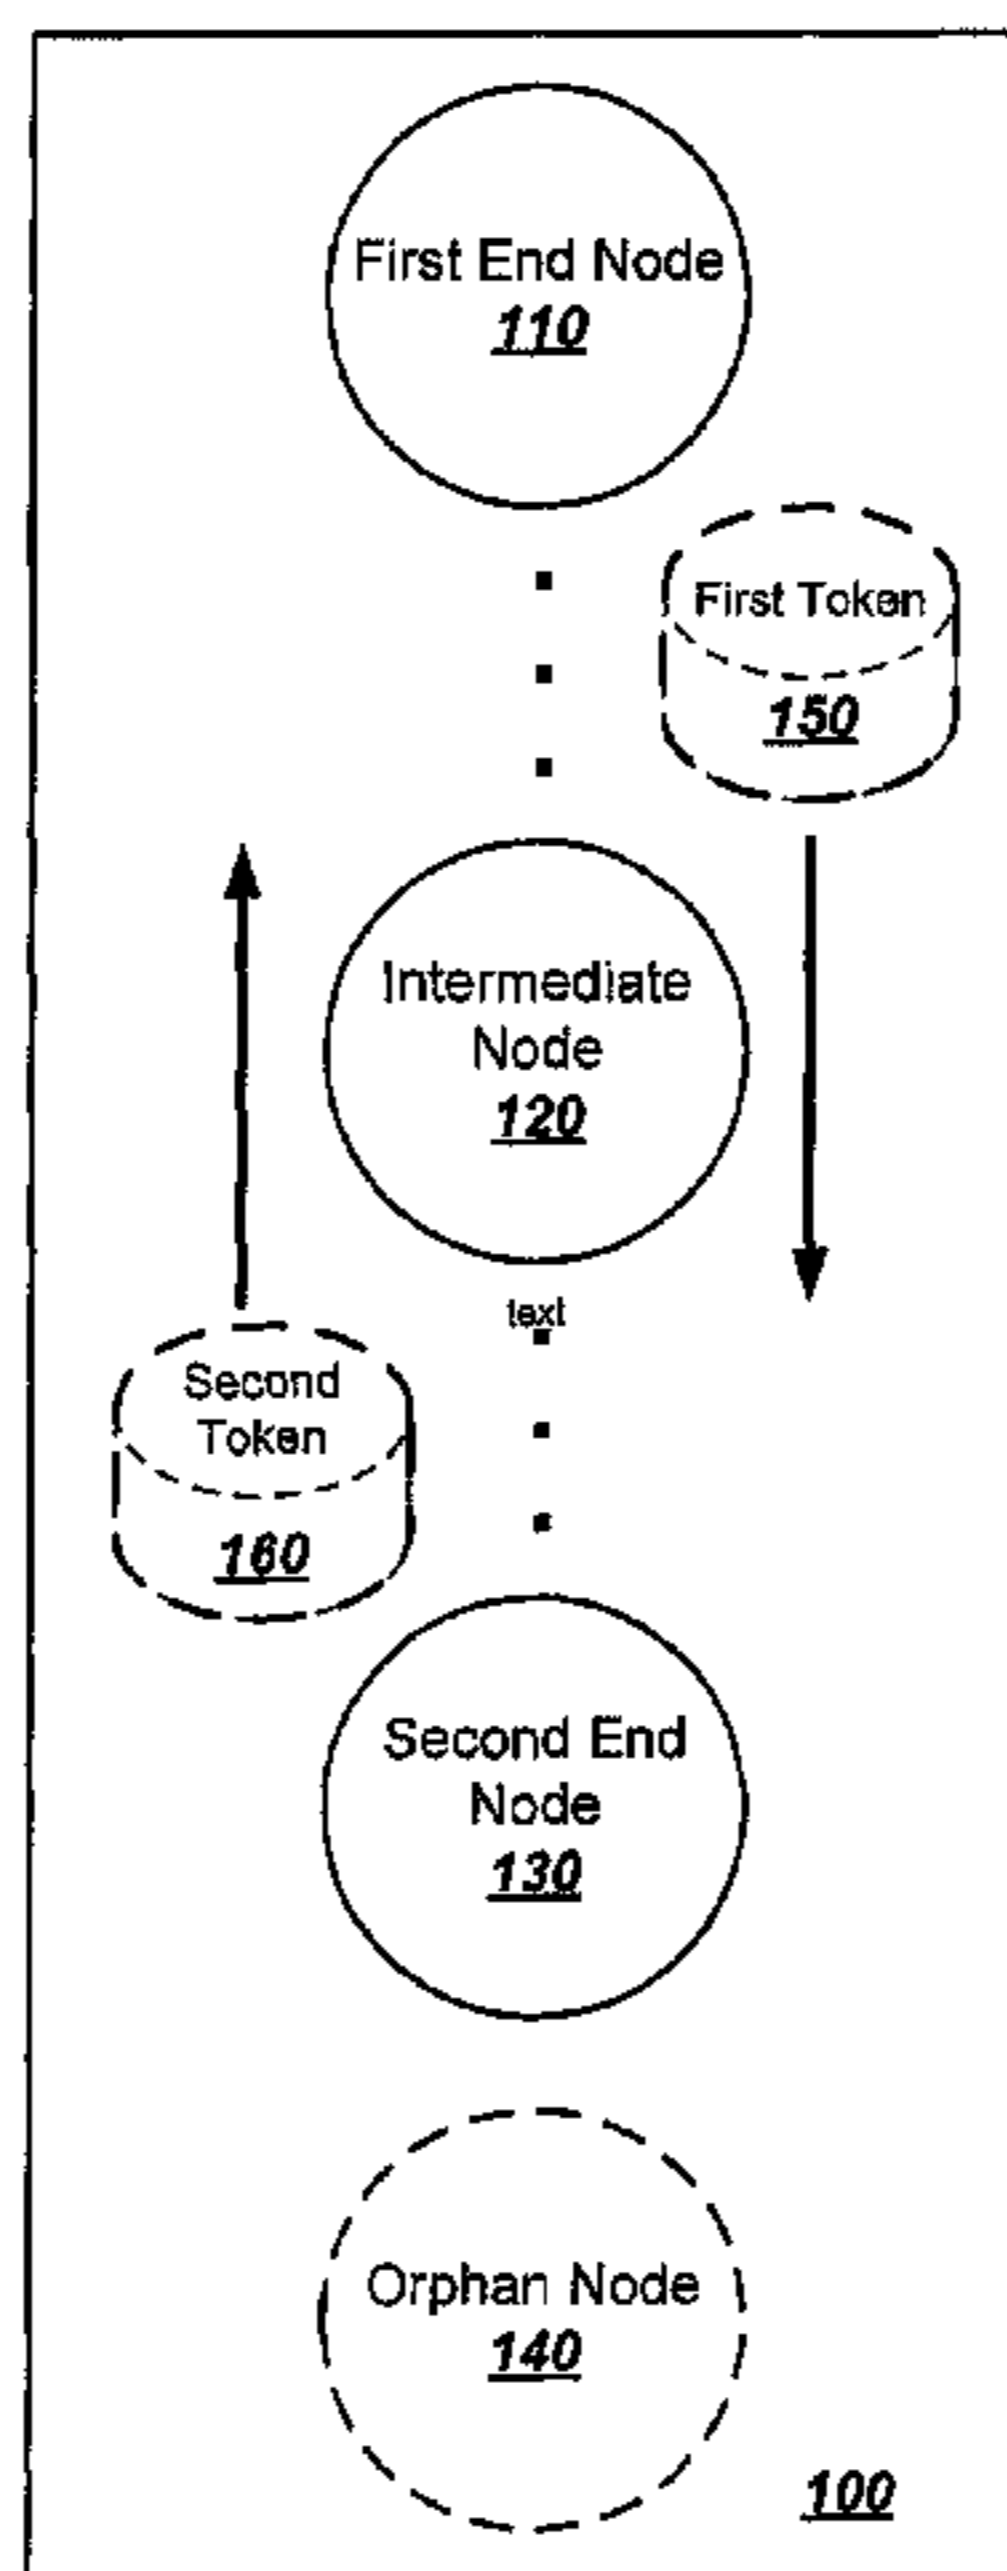 First End Node
110
First Token
150
Intermediate
Node
120
text
Second
Token
160
Second End
Node
130
Orphan Node
140
100